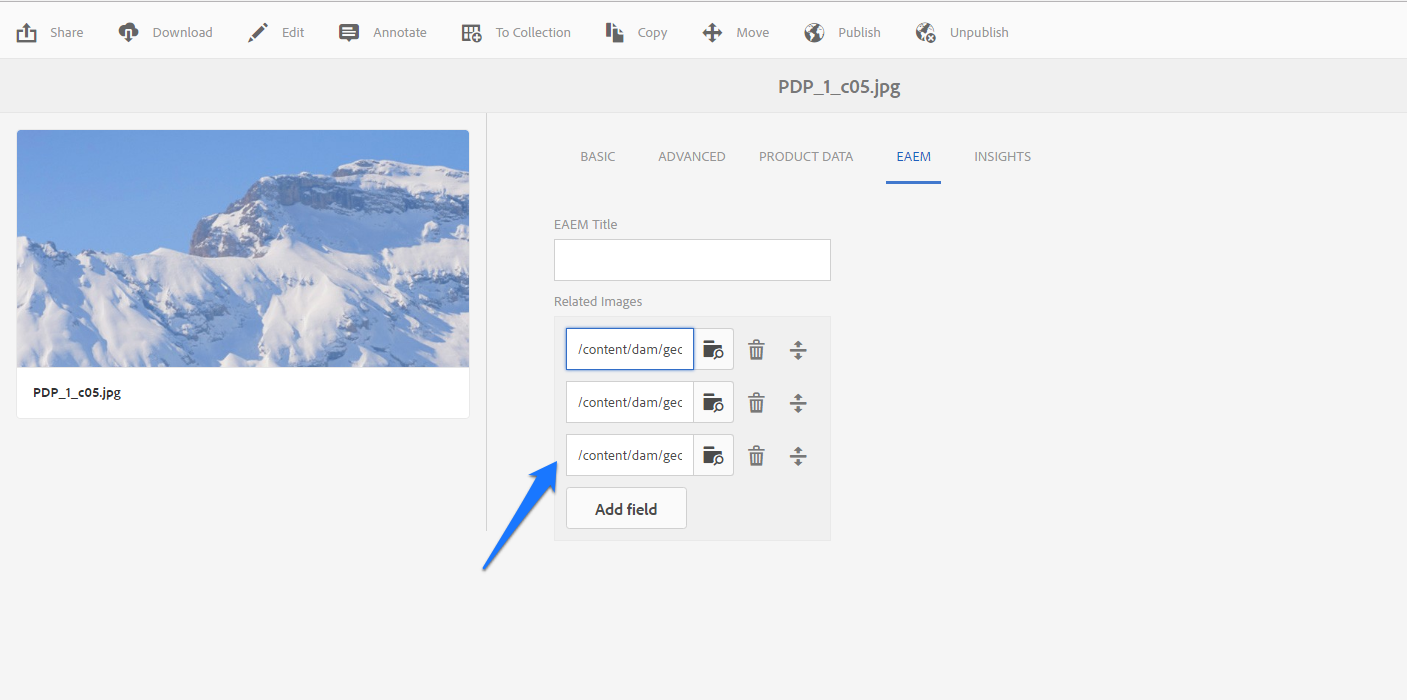 Share Download Edit Annotate To Collection Copy Move Publish Unpublish
PDP_1_c05.jpg
BASIC ADVANCED PRODUCT DATA EAEM INSIGHTS
PDP_1_c05.jpg
EAEM Title
Related Images
/content/dam/gec
/content/dam/gec
/content/dam/gec
Add field